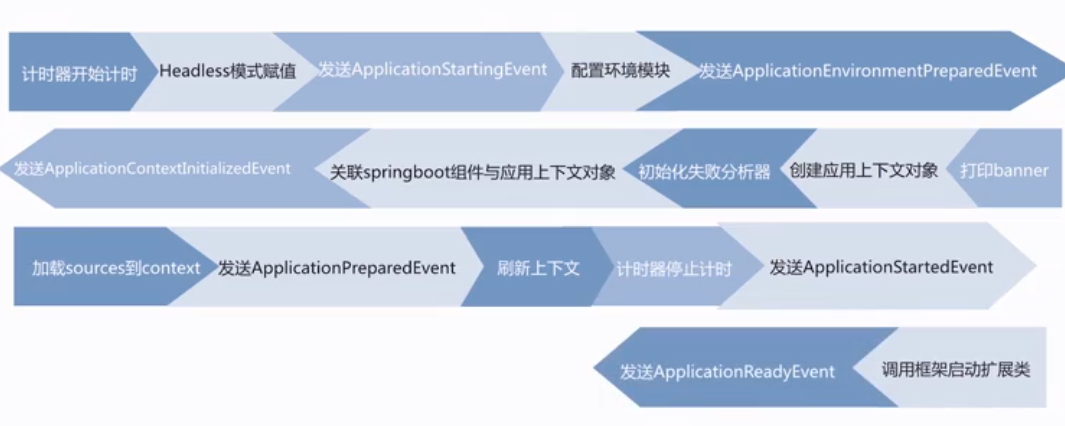 计时器开始计时
Headless模式赋值
发送ApplicationStartingEvent
配置环境模块
发送ApplicationEnvironmentPreparedEvent
打印banner
创建应用上下文对象
初始化失败分析器
关联springboot组件与应用上下文对象
发送ApplicationContextInitializedEvent
加载sources到context
发送ApplicationPreparedEvent
刷新上下文
计时器停止计时
发送ApplicationStartedEvent
调用框架启动扩展类
发送ApplicationReadyEvent